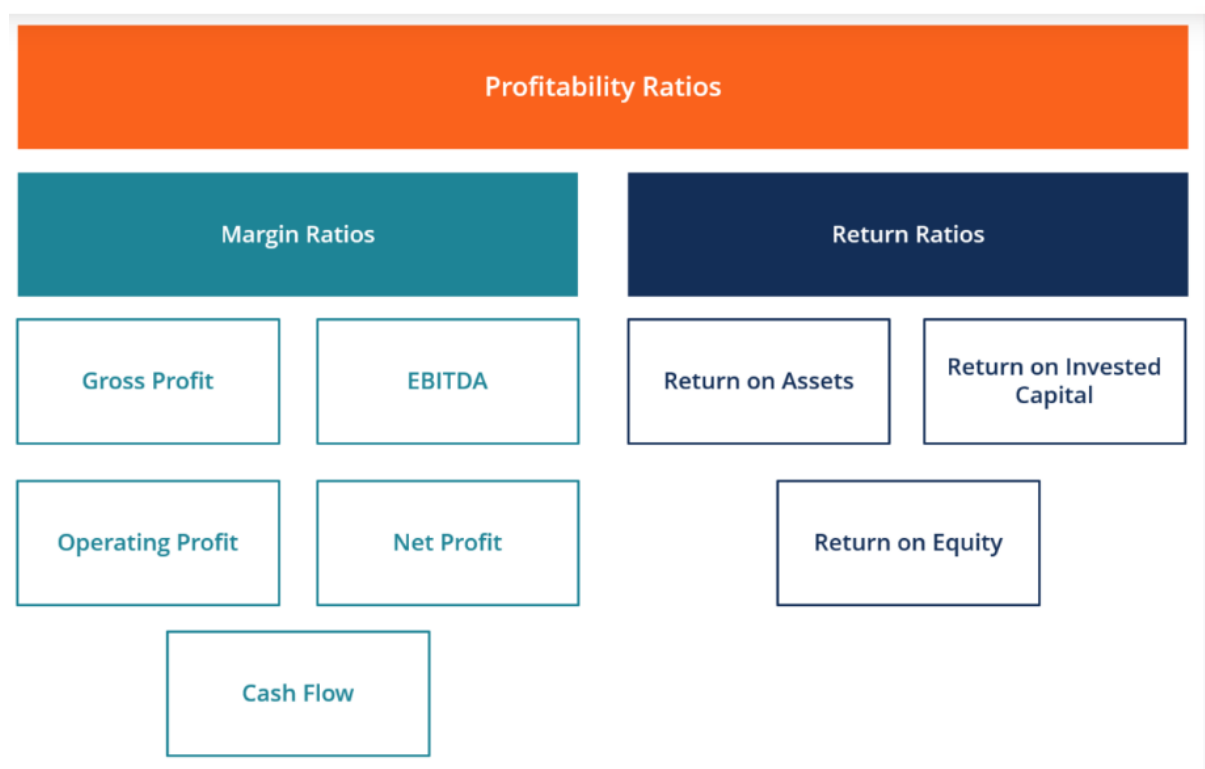 Profitability Ratios
Margin Ratios
Return Ratios
Gross Profit
EBITDA
Return on Assets
Return on Invested
Capital
Operating Profit
Net Profit
Return on Equity
Cash Flow